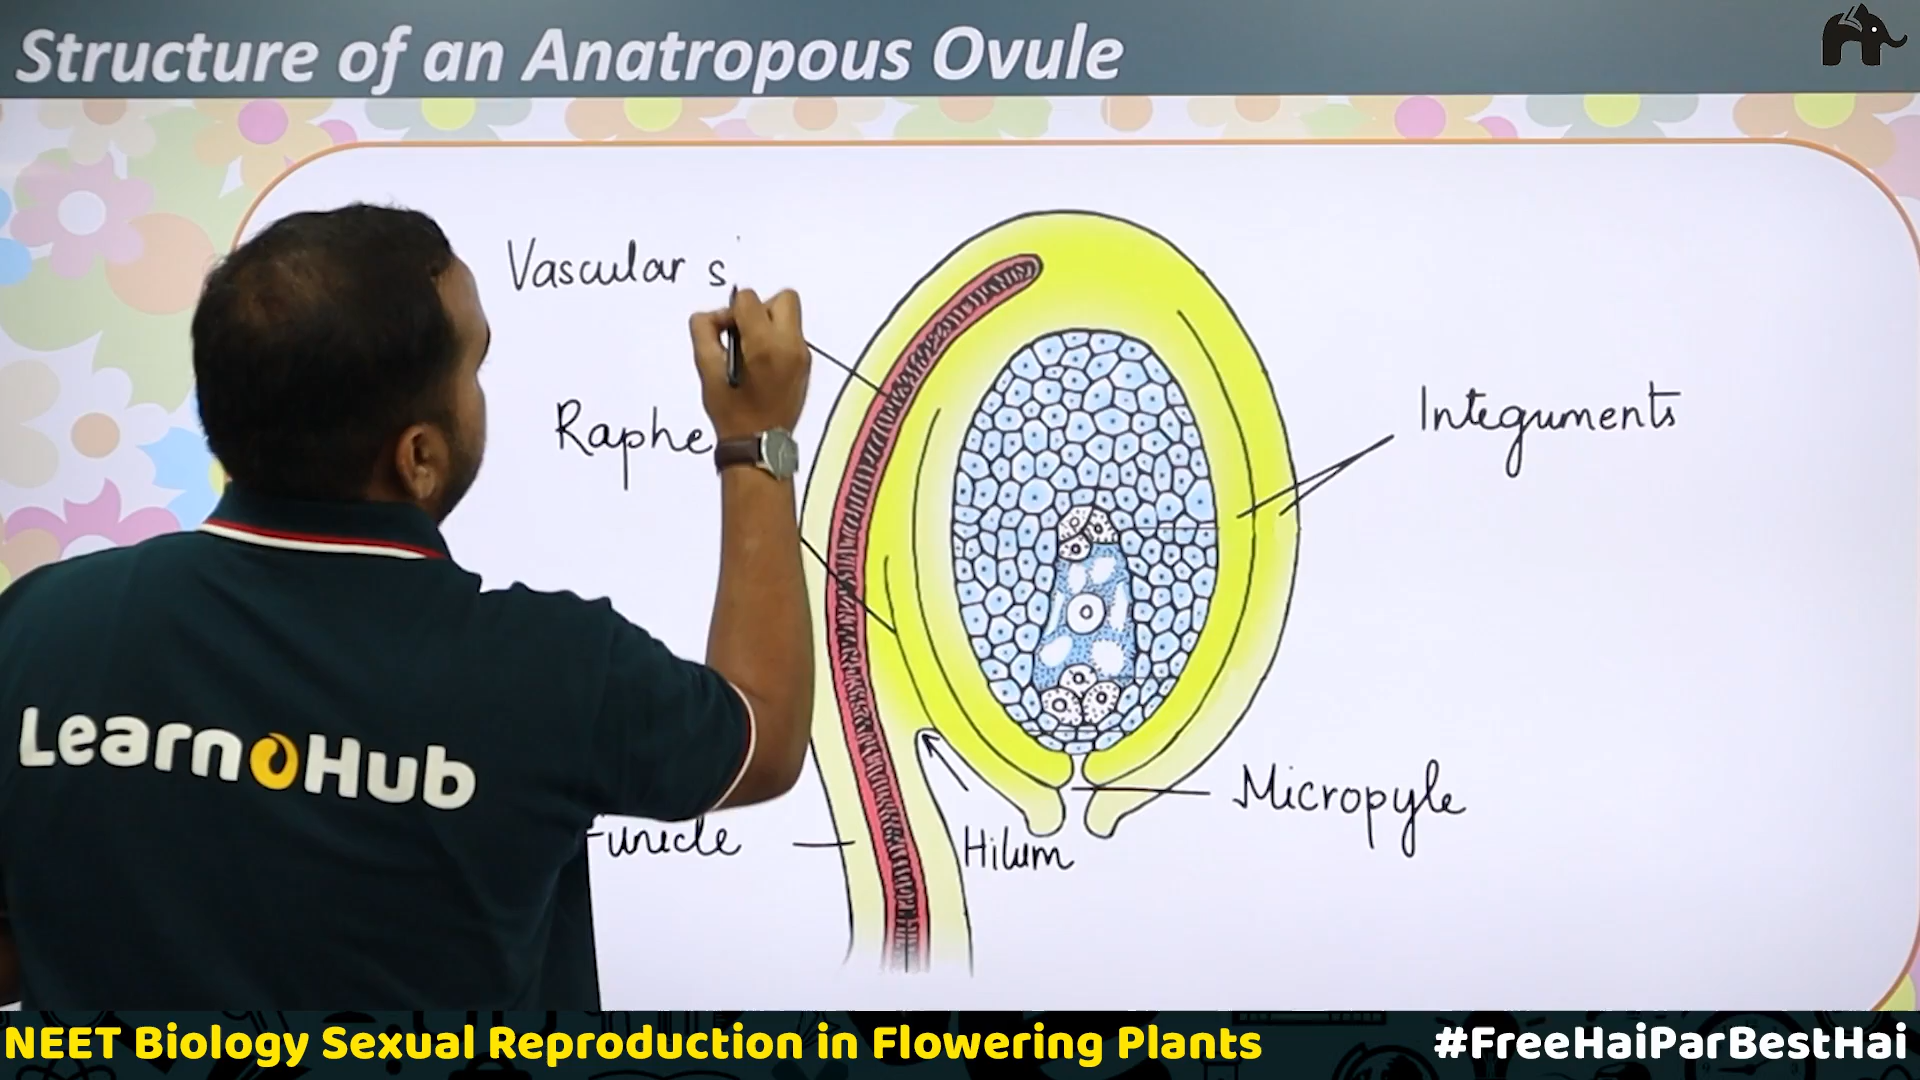 Structure of an Anatropous Ovule
Vascular s
Raphe
Integuments
Micropyle
Funicle
Hilum
LearnoHub
NEET Biology Sexual Reproduction in Flowering Plants
#FreeHaiParBestHai